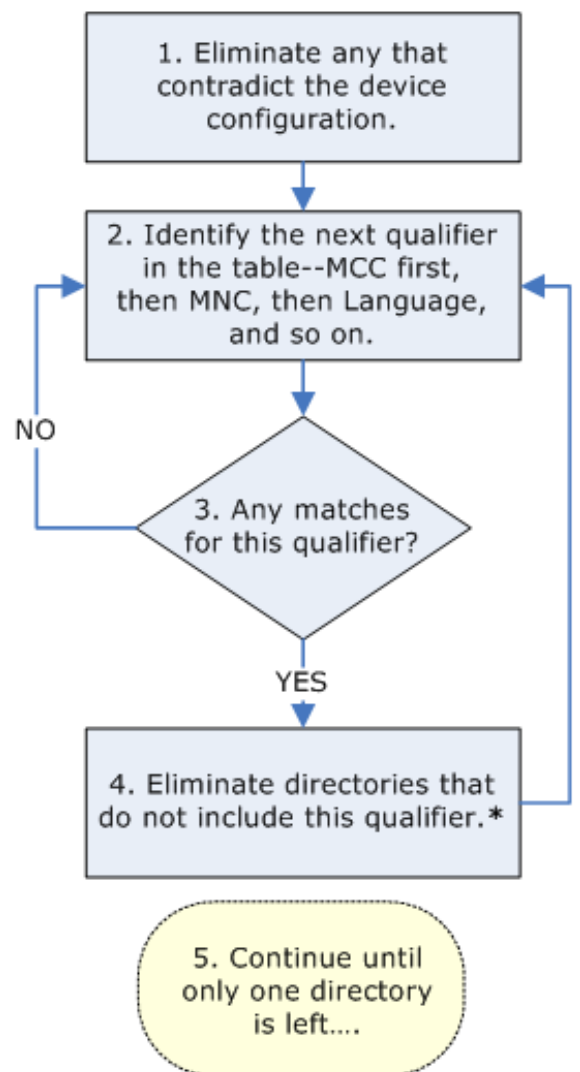 1. Eliminate any that
contradict the device
configuration.
2. Identify the next qualifier
in the table--MCC first,
then MNC, then Language,
and so on.
NO
3. Any matches
for this qualifier?
YES
4. Eliminate directories that
do not include this qualifier.*
5. Continue until
only one directory
is left....